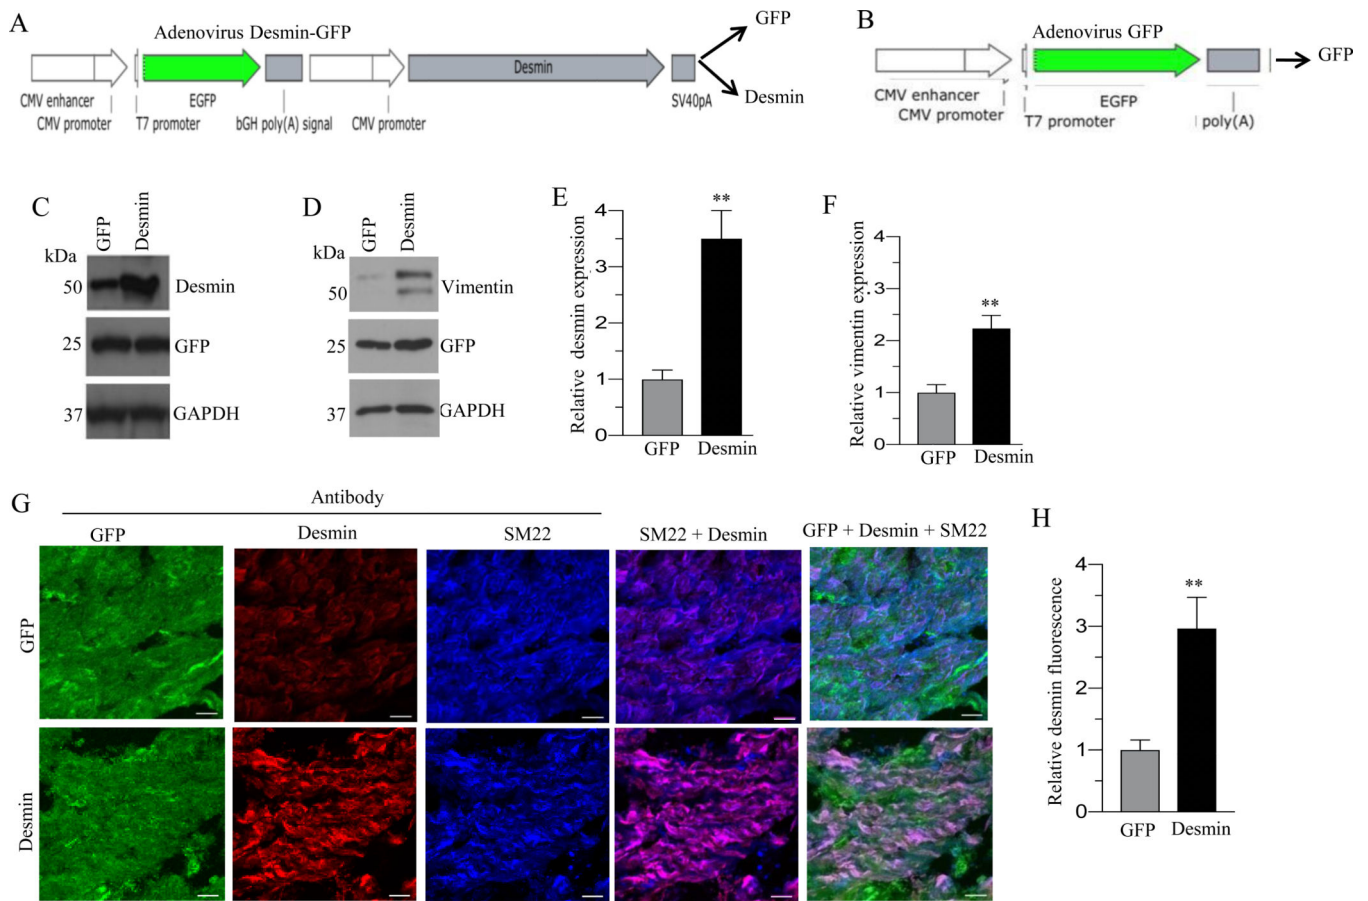 A
Adenovirus Desmin-GFP
GFP
Desmin
Desmin
CMV enhancer
CMV promoter
EGFP
T7 promoter
bGH poly(A) signal
CMV promoter
SV40pA
B
Adenovirus GFP
GFP
CMV enhancer
CMV promoter
EGFP
T7 promoter
poly(A)
C
GFP
Desmin
kDa
50
Desmin
25
GFP
37
GAPDH
D
GFP
Desmin
kDa
50
Vimentin
25
GFP
37
GAPDH
E
Relative desmin expression
4
3
2
1
0
**
GFP
Desmin
F
Relative vimentin expression
4
3
2
1
0
**
GFP
Desmin
G
Antibody
GFP
Desmin
SM22
SM22 + Desmin
GFP + Desmin + SM22
GFP
Desmin
H
Relative desmin fluorescence
4
3
2
1
0
**
GFP
Desmin